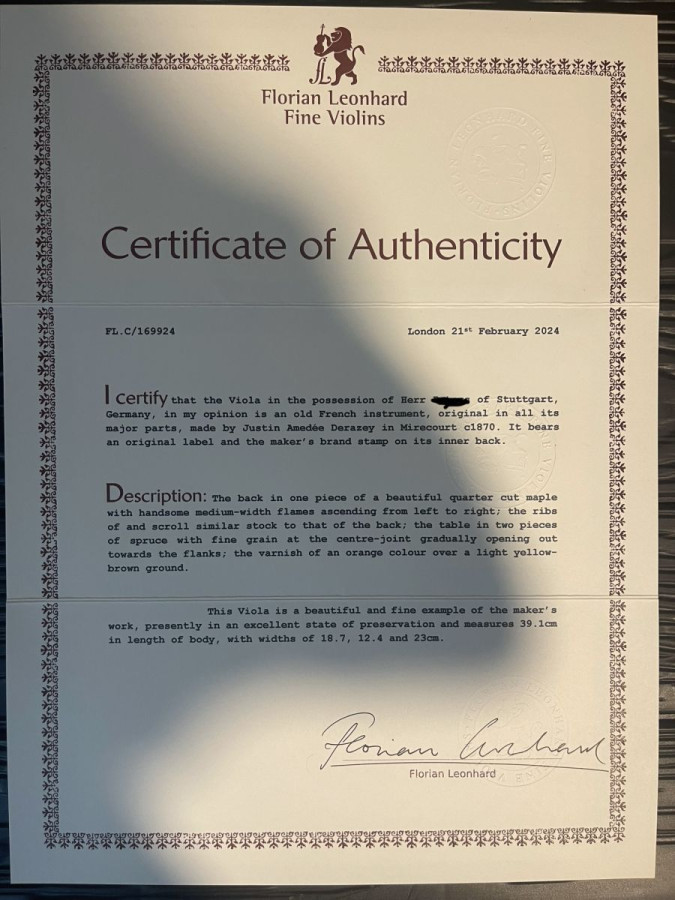 Florian Leonhard
Fine Violins
Certificate of Authenticity
FL.C/169924 London 21st February 2024
I certify that the Viola in the possession of Herr of Stuttgart,
Germany, in my opinion is an old French instrument, original in all its
major parts, made by Justin Amedée Derazey in Mirecourt c1870. It bears
an original label and the maker's brand stamp on its inner back.
Description: The back in one piece of a beautiful quarter cut maple
with handsome medium-width flames ascending from left to right; the ribs
of and scroll similar stock to that of the back; the table in two pieces
of spruce with fine grain at the centre-joint gradually opening out
towards the flanks; the varnish of an orange colour over a light yellow-
brown ground.
This Viola is a beautiful and fine example of the maker's
work, presently in an excellent state of preservation and measures 39.1cm
in length of body, with widths of 18.7, 12.4 and 23cm.
Florian Leonhard
Florian Leonhard